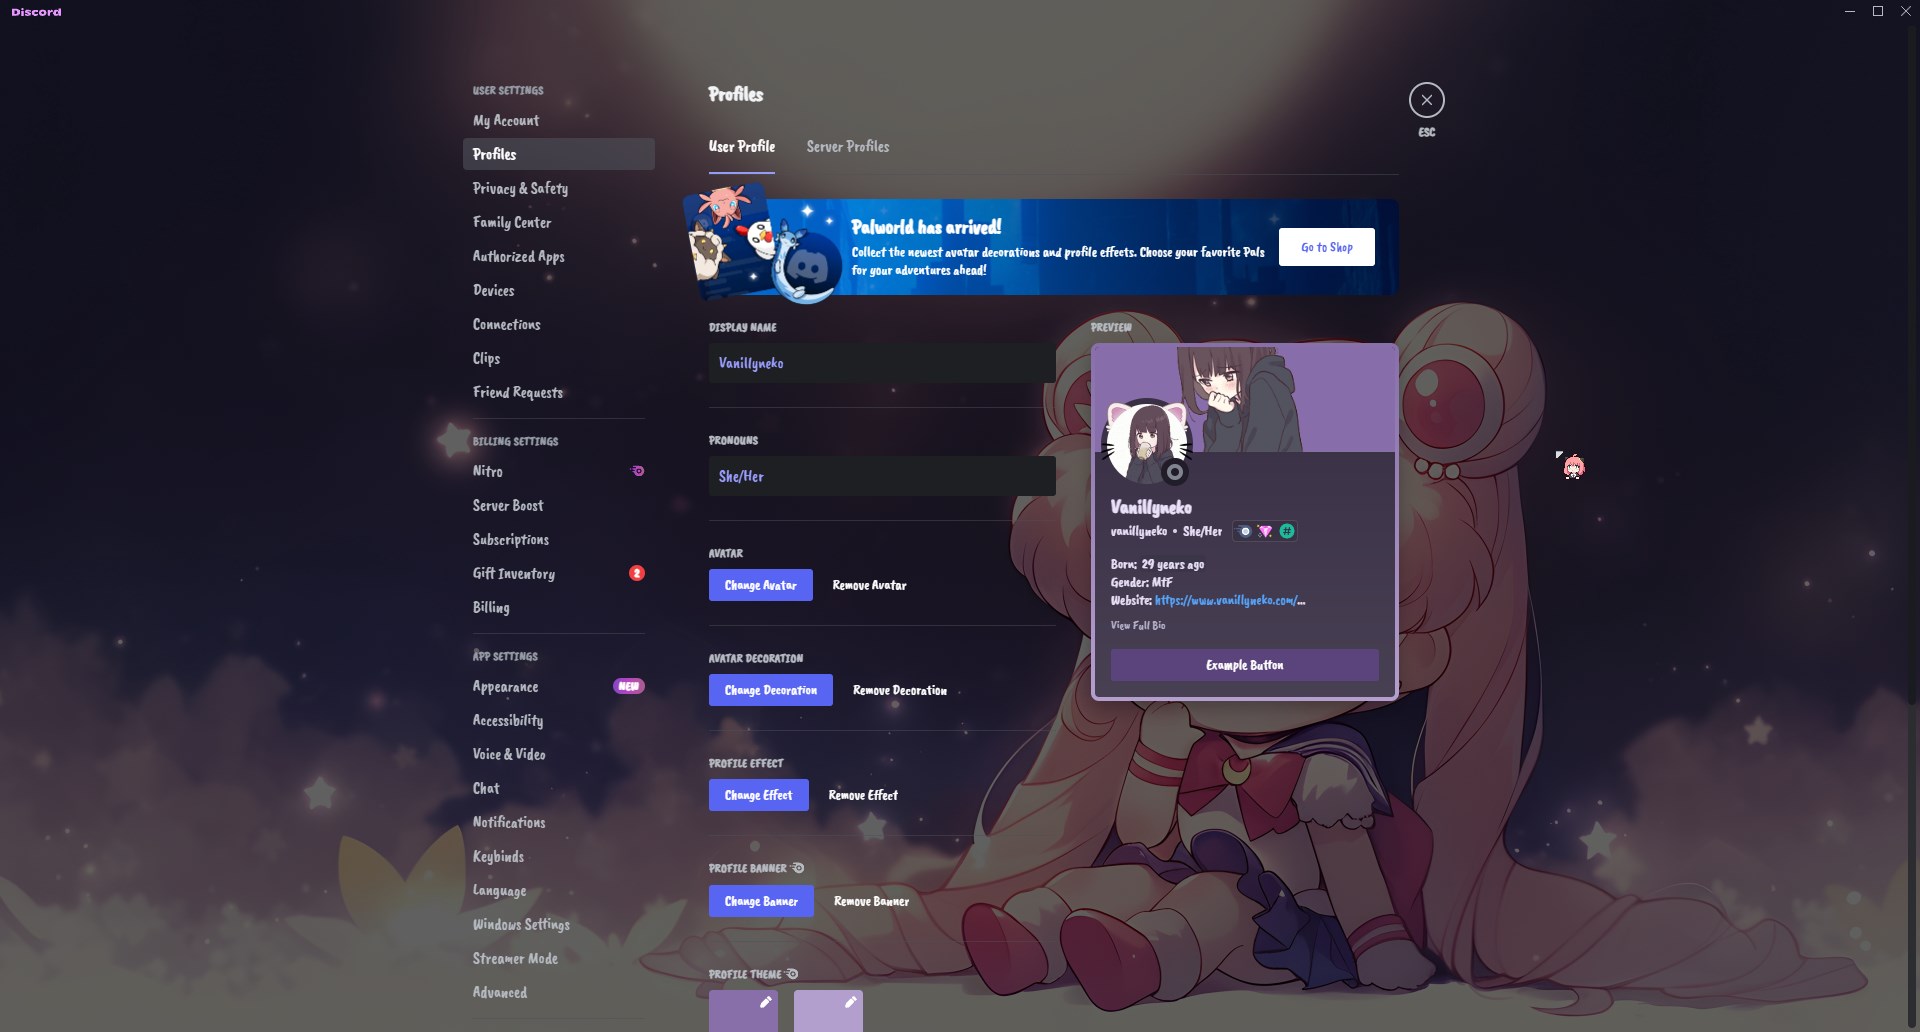 Discord
USER SETTINGS
My Account
Profiles
Privacy & Safety
Family Center
Authorized Apps
Devices
Connections
Clips
Friend Requests
BILLING SETTINGS
Nitro
Server Boost
Subscriptions
Gift Inventory
2
Billing
APP SETTINGS
Appearance
NEW
Accessibility
Voice & Video
Chat
Notifications
Keybinds
Language
Windows Settings
Streamer Mode
Advanced
Profiles
ESC
User Profile
Server Profiles
Palworld has arrived!
Collect the newest avatar decorations and profile effects. Choose your favorite Pals
for your adventures ahead!
Go to Shop
DISPLAY NAME
Vanillyneko
PRONOUNS
She/Her
AVATAR
Change Avatar
Remove Avatar
AVATAR DECORATION
Change Decoration
Remove Decoration
PROFILE EFFECT
Change Effect
Remove Effect
PROFILE BANNER
Change Banner
Remove Banner
PROFILE THEME
PREVIEW
Vanillyneko
vanillyneko • She/Her
#
Born: 29 years ago
Gender: MtF
Website: https://www.vanillyneko.com/...
View Full Bio
Example Button